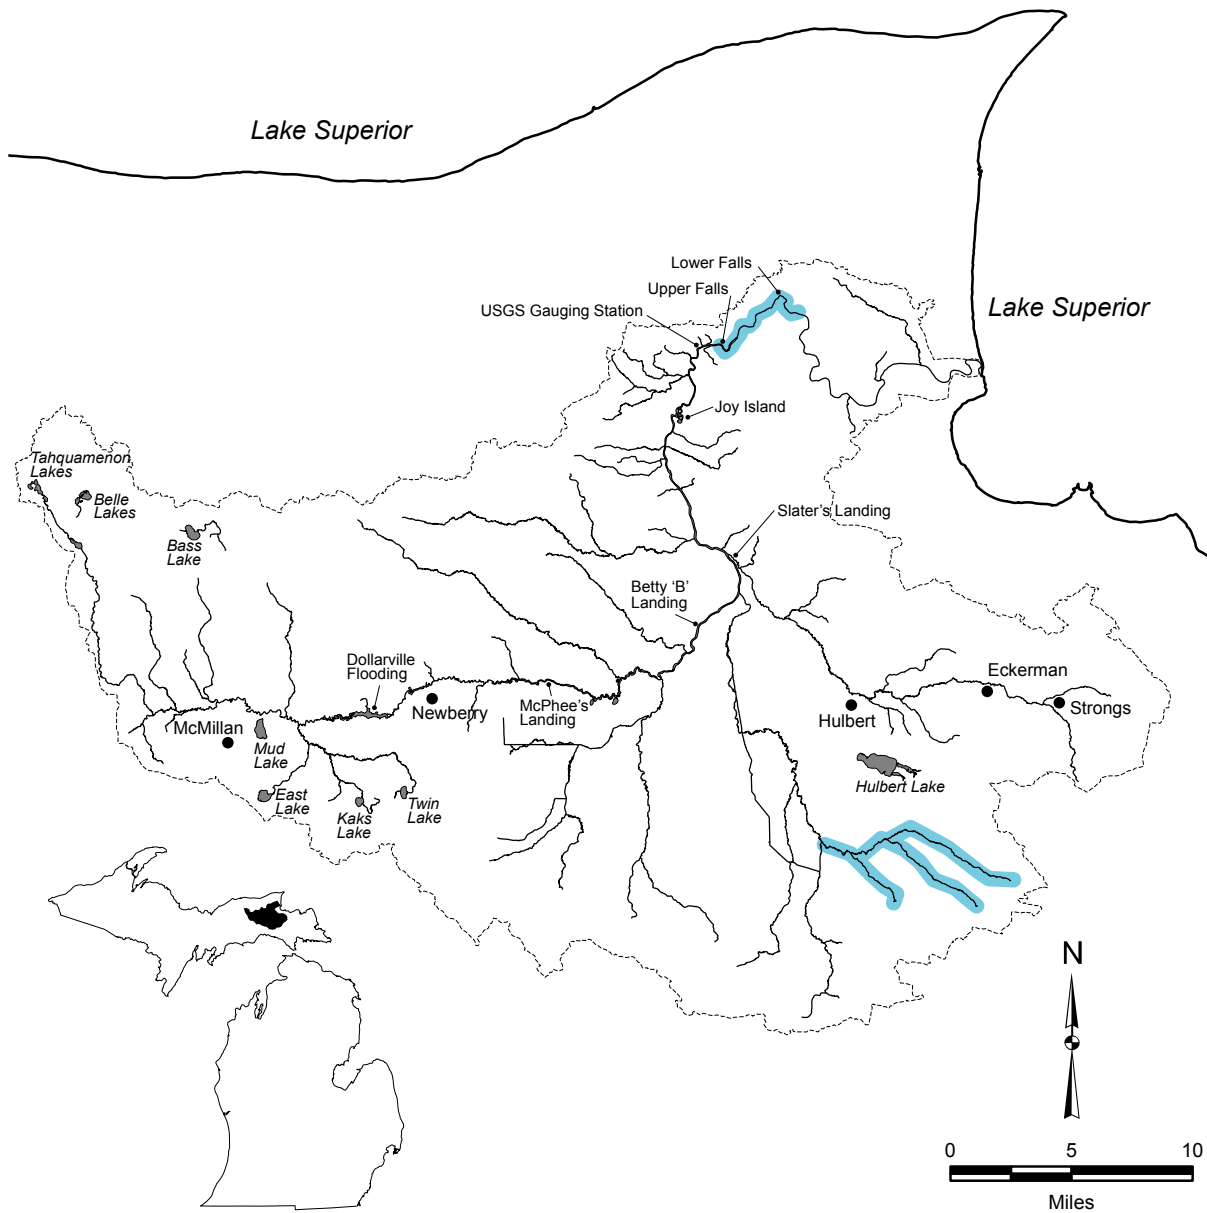 Lake Superior
Lower Falls
Upper Falls
USGS Gauging Station
Lake Superior
Joy Island
Tahquamenon
Lakes
Belle
Lakes
Bass
Lake
Slater's Landing
Betty 'B'
Landing
Dollarville
Flooding
Eckerman
McPhee's
Landing
Newberry
Strongs
McMillan
Hulbert
Mud
Lake
Hulbert Lake
East
Lake
Kaks
Lake
Twin
Lake
N
0 5 10
Miles